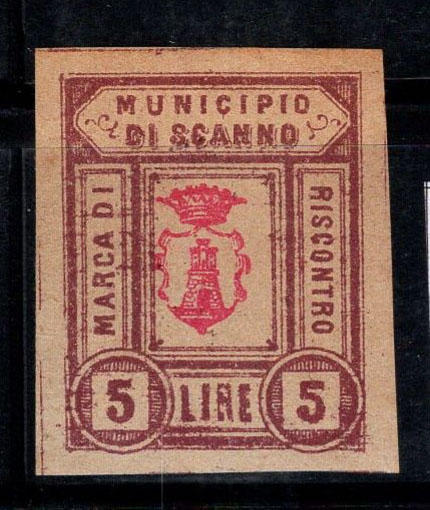 MUNICIPIO
DI SCANNO
MARCA DI
RISCONTRO
5 LIRE 5